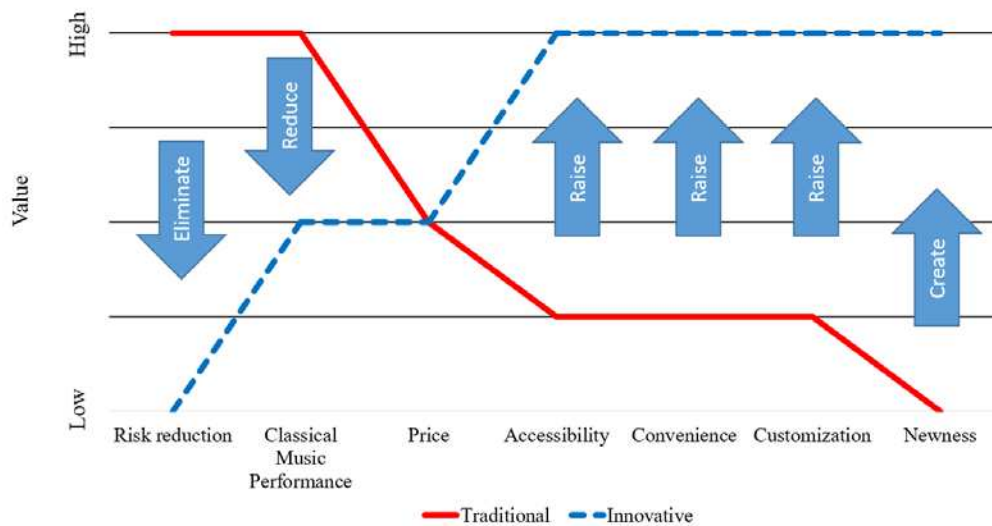 High
Value
Low
Eliminate
Reduce
Raise
Raise
Raise
Create
Risk reduction
Classical
Music
Performance
Price
Accessibility
Convenience
Customization
Newness
Traditional
Innovative